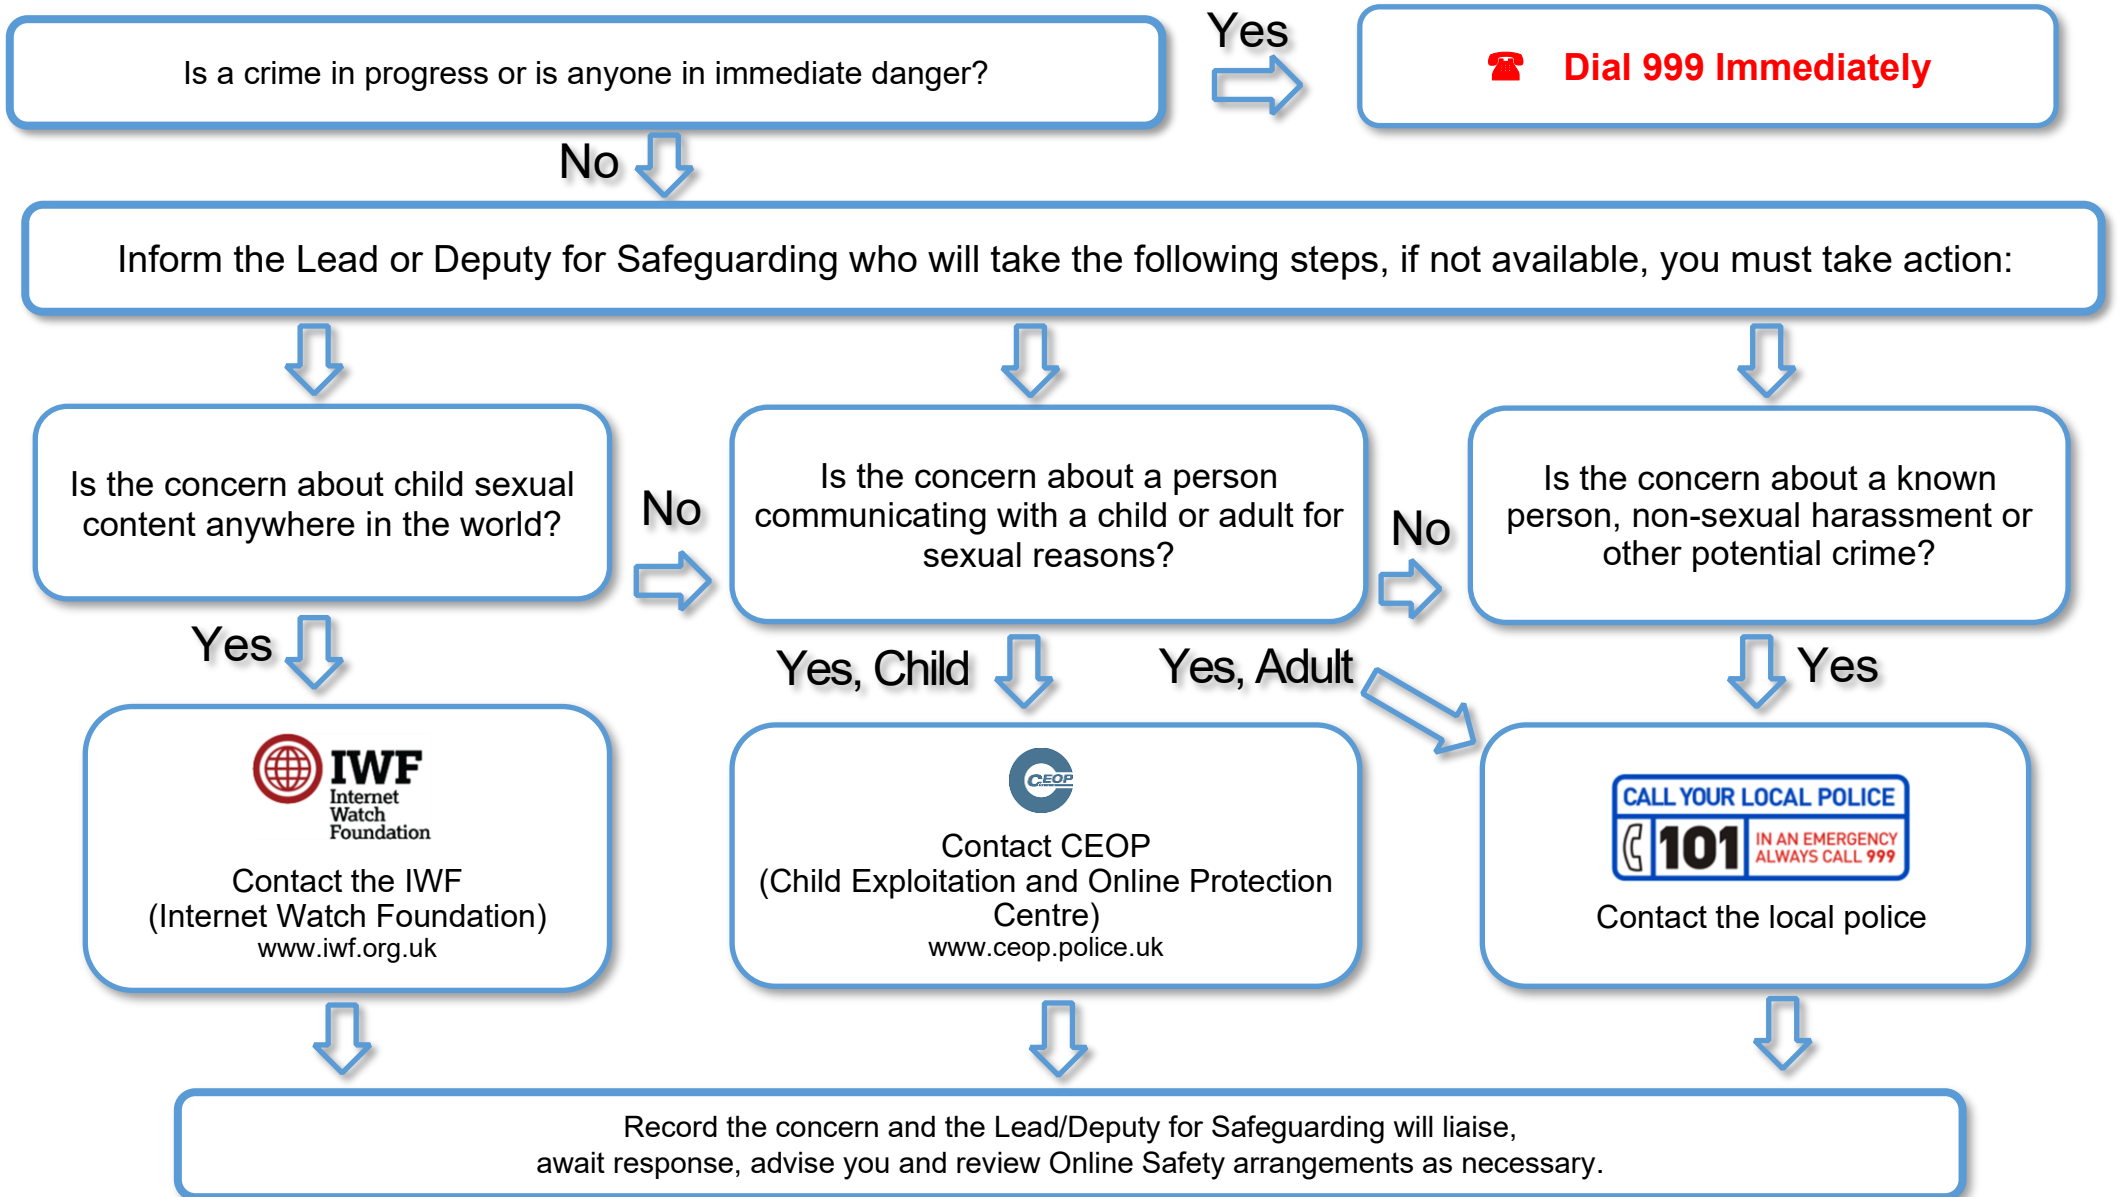 Is a crime in progress or is anyone in immediate danger?
Yes
☎ Dial 999 Immediately
No
Inform the Lead or Deputy for Safeguarding who will take the following steps, if not available, you must take action:
Is the concern about child sexual
content anywhere in the world?
No
Is the concern about a person
communicating with a child or adult for
sexual reasons?
No
Is the concern about a known
person, non-sexual harassment or
other potential crime?
Yes
Yes, Child
Yes, Adult
Yes
IWF
Internet
Watch
Foundation
Contact the IWF
(Internet Watch Foundation)
www.iwf.org.uk
CEOP
Contact CEOP
(Child Exploitation and Online Protection
Centre)
www.ceop.police.uk
CALL YOUR LOCAL POLICE
101
IN AN EMERGENCY
ALWAYS CALL 999
Contact the local police
Record the concern and the Lead/Deputy for Safeguarding will liaise,
await response, advise you and review Online Safety arrangements as necessary.